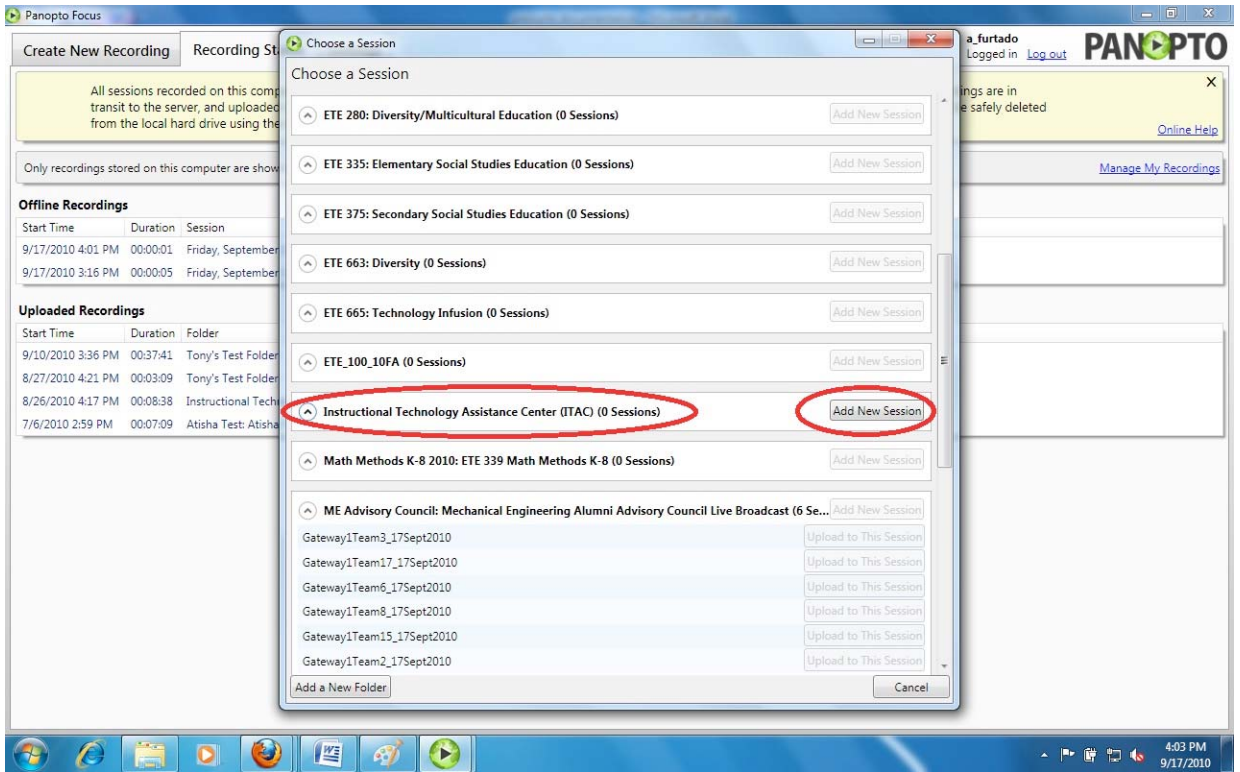 Panopto Focus
Create New Recording
Recording St
a_furtado
Logged in Log out
PANOPTO
All sessions recorded on this comp
transit to the server, and uploaded
from the local hard drive using the
ings are in
e safely deleted
X
Online Help
Only recordings stored on this computer are show
Manage My Recordings
Offline Recordings
Start Time Duration Session
9/17/2010 4:01 PM 00:00:01 Friday, September
9/17/2010 3:16 PM 00:00:05 Friday, September
Uploaded Recordings
Start Time Duration Folder
9/10/2010 3:36 PM 00:37:41 Tony's Test Folder
8/27/2010 4:21 PM 00:03:09 Tony's Test Folder
8/26/2010 4:17 PM 00:08:38 Instructional Tech
7/6/2010 2:59 PM 00:07:09 Atisha Test: Atisha
Choose a Session
Choose a Session
ETE 280: Diversity/Multicultural Education (0 Sessions) Add New Session
ETE 335: Elementary Social Studies Education (0 Sessions) Add New Session
ETE 375: Secondary Social Studies Education (0 Sessions) Add New Session
ETE 663: Diversity (0 Sessions) Add New Session
ETE 665: Technology Infusion (0 Sessions) Add New Session
ETE_100_10FA (0 Sessions) Add New Session
Instructional Technology Assistance Center (ITAC) (0 Sessions) Add New Session
Math Methods K-8 2010: ETE 339 Math Methods K-8 (0 Sessions) Add New Session
ME Advisory Council: Mechanical Engineering Alumni Advisory Council Live Broadcast (6 Se... Add New Session
Gateway1Team3_17Sept2010 Upload to This Session
Gateway1Team17_17Sept2010 Upload to This Session
Gateway1Team6_17Sept2010 Upload to This Session
Gateway1Team8_17Sept2010 Upload to This Session
Gateway1Team15_17Sept2010 Upload to This Session
Gateway1Team2_17Sept2010 Upload to This Session
Add a New Folder Cancel
4:03 PM
9/17/2010